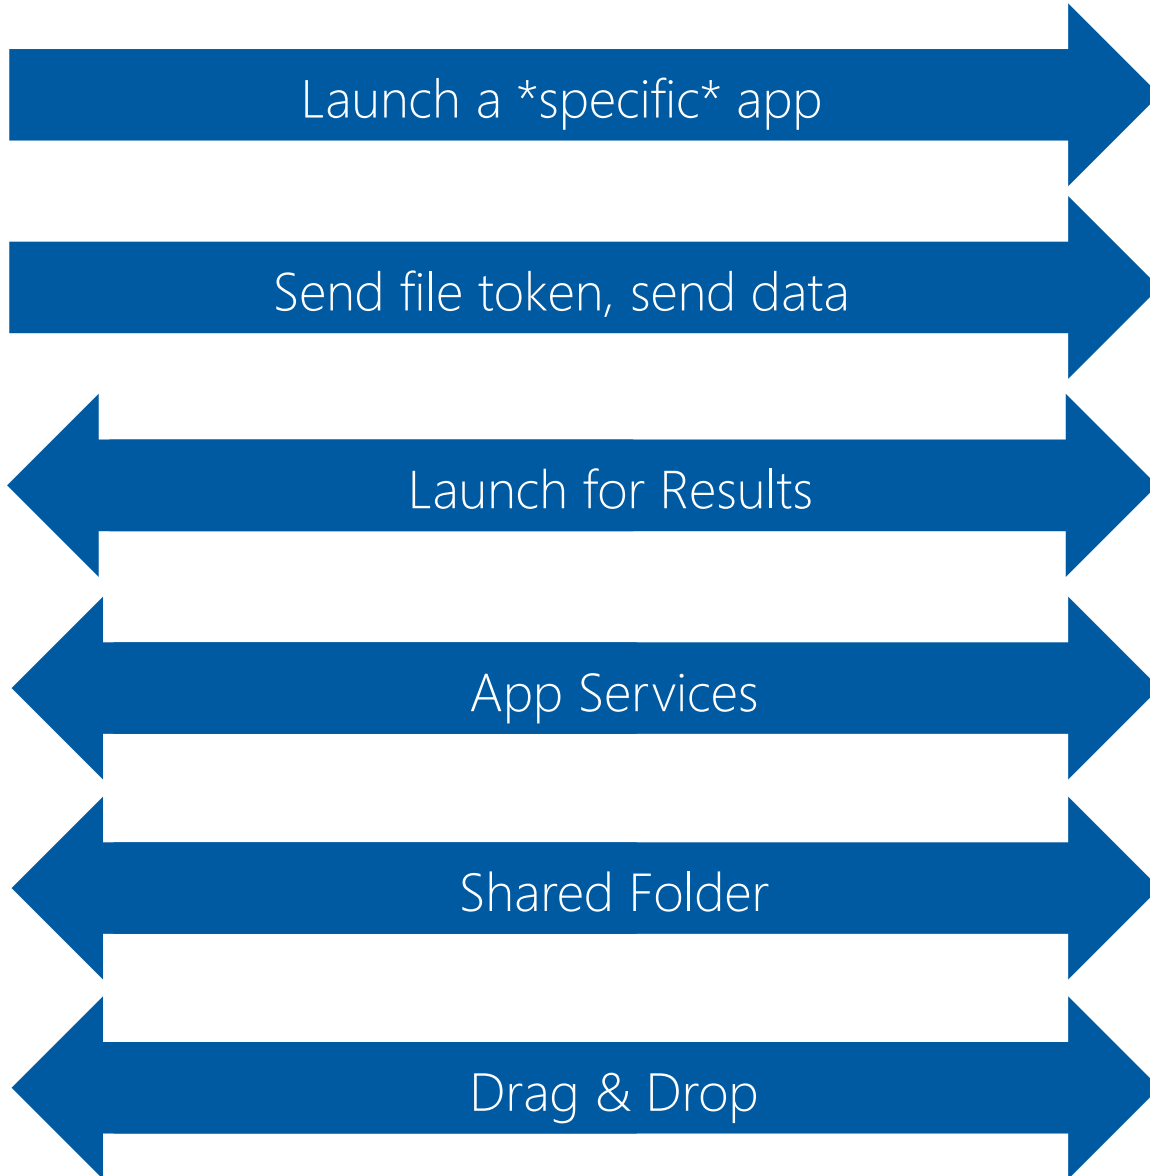 Launch a *specific* app
Send file token, send data
Launch for Results
App Services
Shared Folder
Drag & Drop